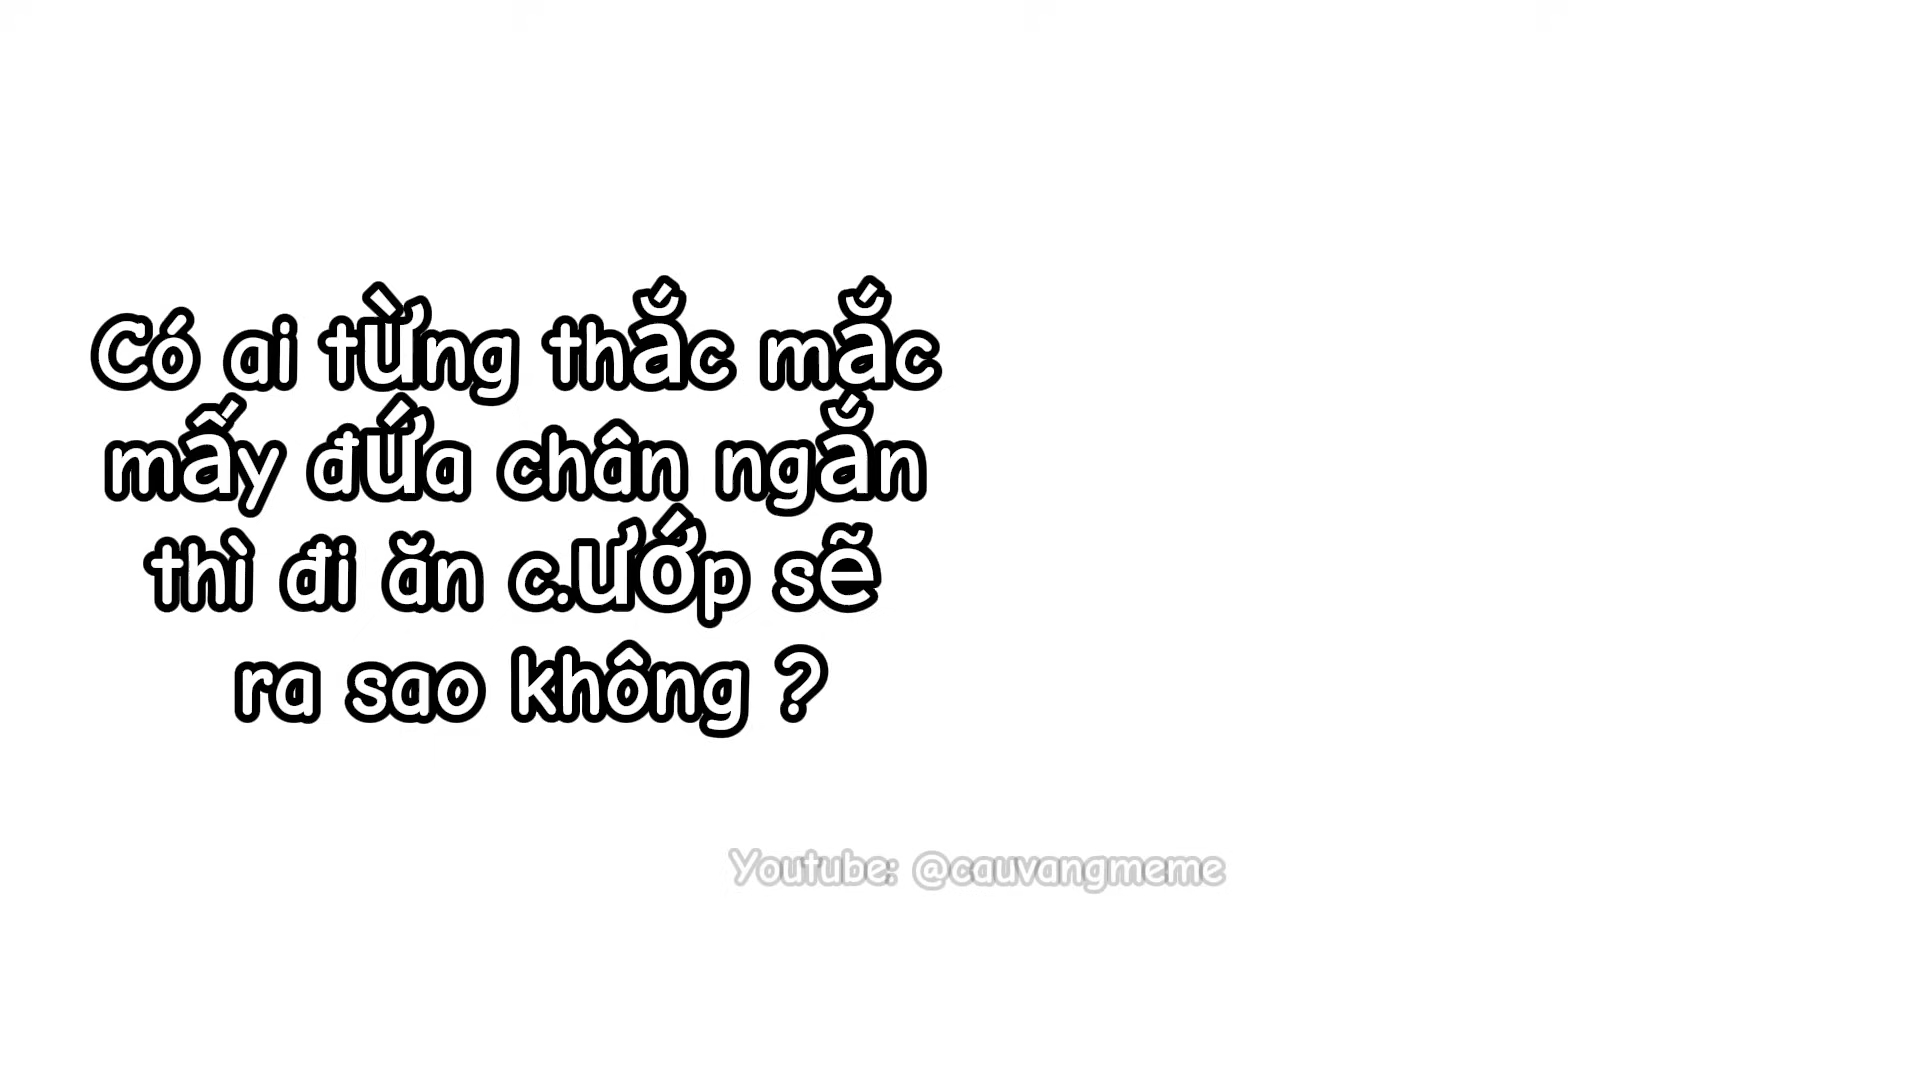 Có ai từng thắc mắc
mấy đứa chân ngắn
thì đi ăn c.ướp sẽ
ra sao không ?
Youtube: @cauvangmeme